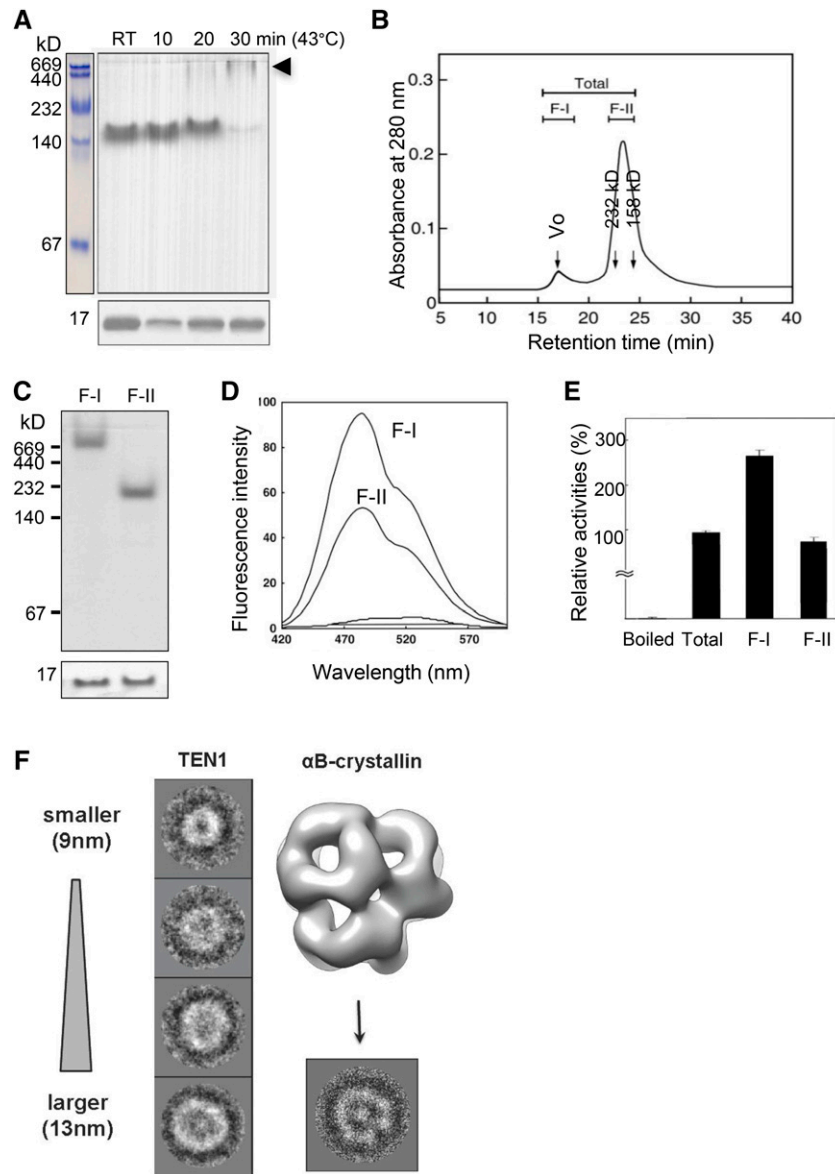 A
kD
RT 10 20 30 min (43°C)
669
440
232
140
67
17
B
Absorbance at 280 nm
0.3
0.2
0.1
0
Total
F-I
F-II
Vo
232 kD
158 kD
5 10 15 20 25 30 35 40
Retention time (min)
C
F-I F-II
kD
669
440
232
140
67
17
D
Fluorescence intensity
100
80
60
40
20
0
F-I
F-II
420 470 520 570
Wavelength (nm)
E
Relative activities (%)
300
200
100
Boiled Total F-I F-II
F
TEN1
αB-crystallin
smaller
(9nm)
larger
(13nm)